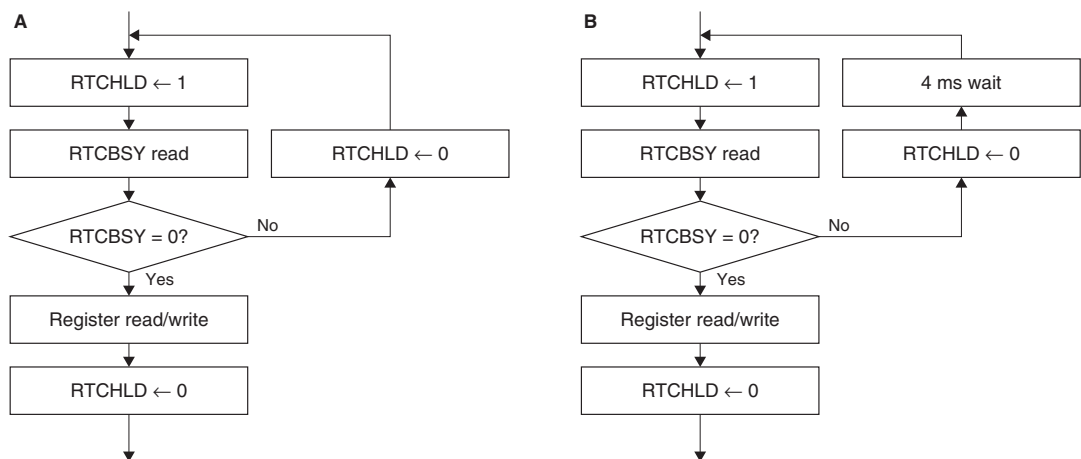 A
RTCHLD ← 1
RTCBSY read
RTCHLD ← 0
RTCBSY = 0?
No
Yes
Register read/write
RTCHLD ← 0
B
RTCHLD ← 1
4 ms wait
RTCBSY read
RTCHLD ← 0
RTCBSY = 0?
No
Yes
Register read/write
RTCHLD ← 0